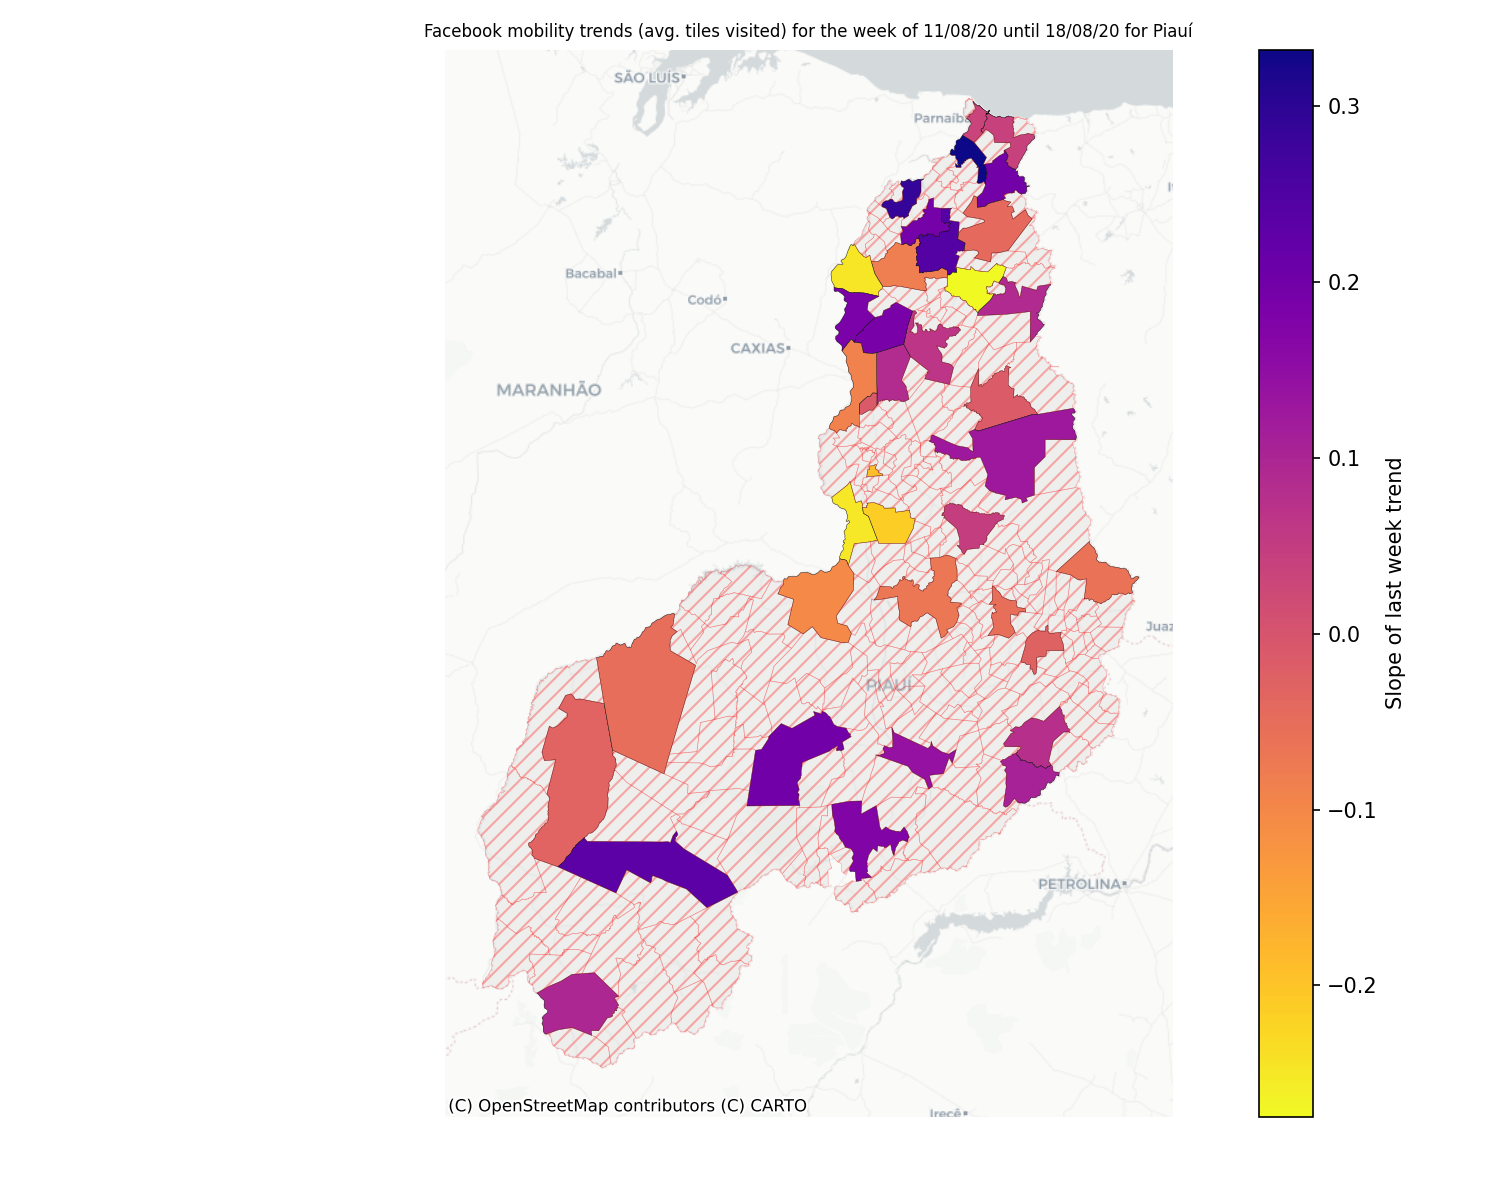 Facebook mobility trends (avg. tiles visited) for the week of 11/08/20 until 18/08/20 for Piauí
SÃO LUÍS
Parnaíba
Bacabal
Codó
CAXIAS
MARANHÃO
Juaz
PIAUÍ
PETROLINA
Irecê
(C) OpenStreetMap contributors (C) CARTO
0.3
0.2
0.1
0.0
−0.1
−0.2
Slope of last week trend